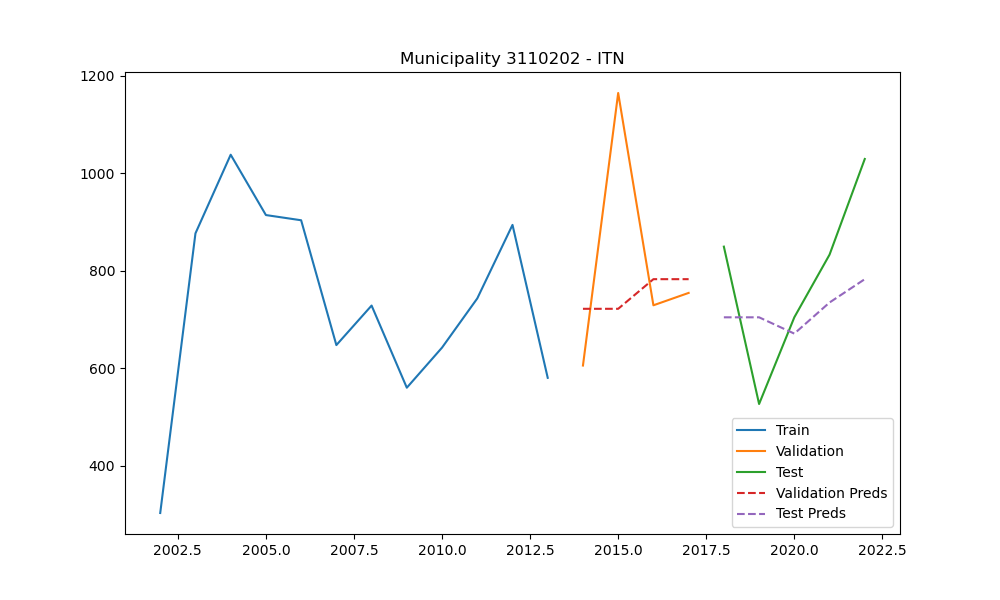 Municipality 3110202 - ITN
1200
1000
800
600
400
2002.5 2005.0 2007.5 2010.0 2012.5 2015.0 2017.5 2020.0 2022.5
Train
Validation
Test
Validation Preds
Test Preds